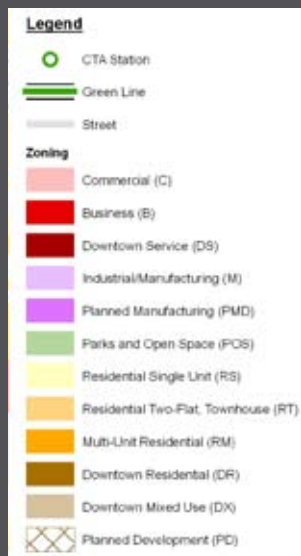 Legend
CTA Station
Green Line
Street
Zoning
Commercial (C)
Business (B)
Downtown Service (DS)
Industrial/Manufacturing (M)
Planned Manufacturing (PMD)
Parks and Open Space (POS)
Residential Single Unit (RS)
Residential Two-Flat, Townhouse (RT)
Multi-Unit Residential (RM)
Downtown Residential (DR)
Downtown Mixed Use (DX)
Planned Development (PD)